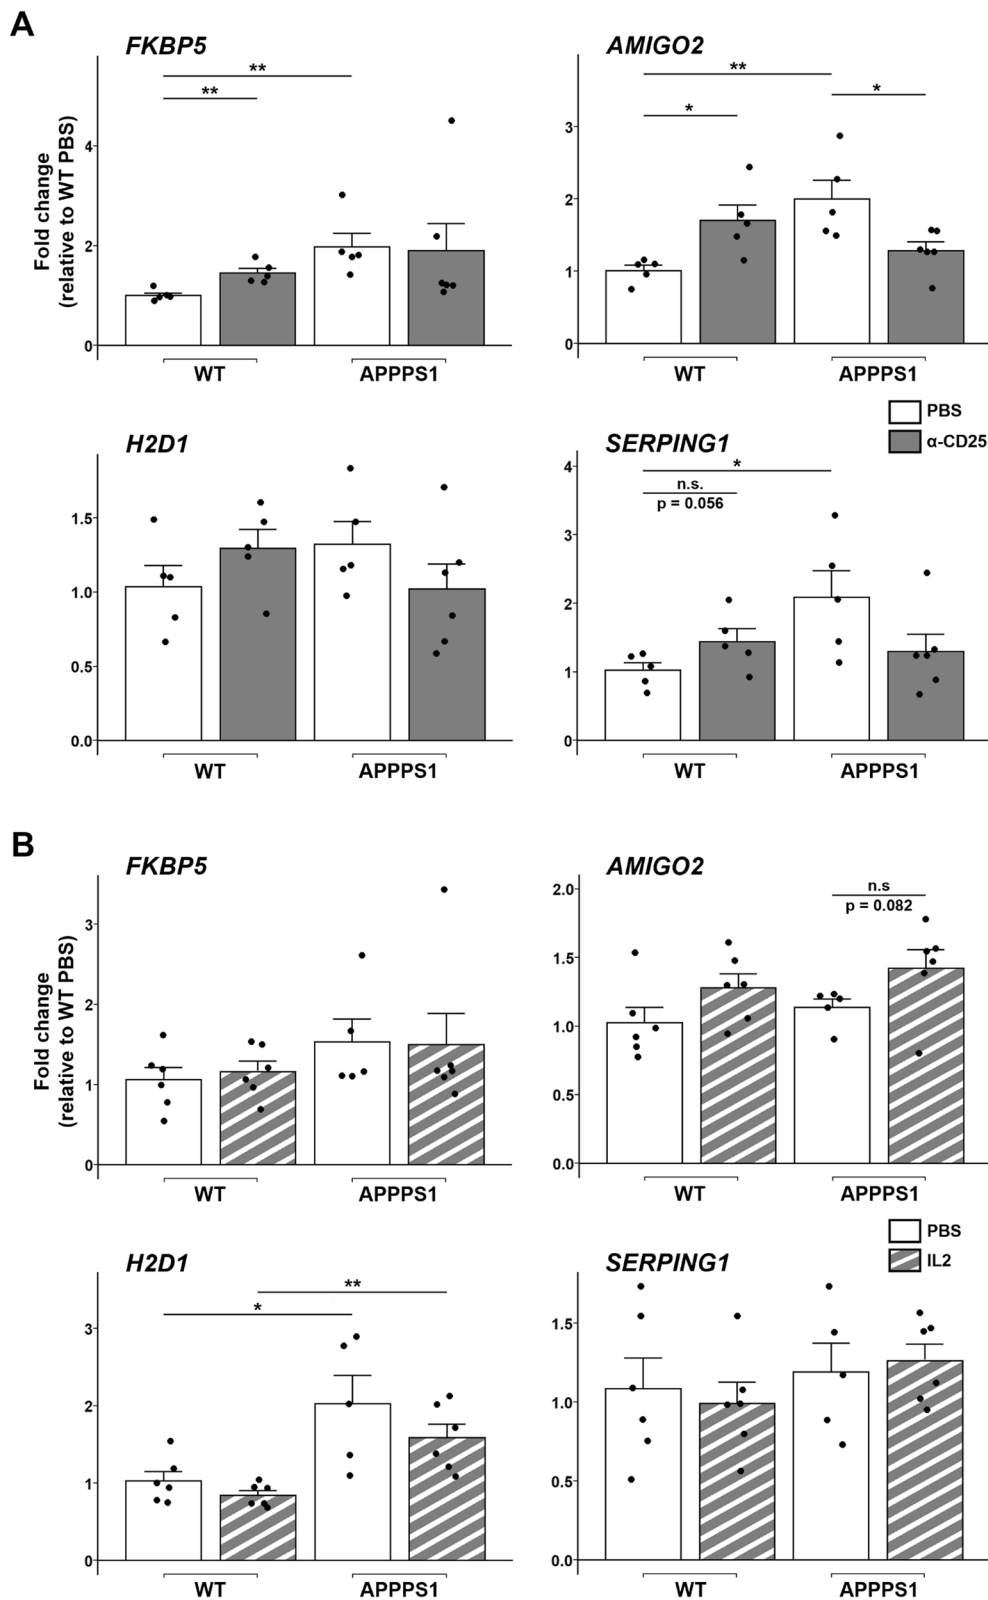 A
FKBP5
**
**
Fold change
(relative to WT PBS)
4
2
0
WT
APPPS1
AMIGO2
**
*
*
3
2
1
0
WT
APPPS1
PBS
α-CD25
H2D1
1.5
1.0
0.5
0.0
WT
APPPS1
SERPING1
*
n.s.
p = 0.056
4
3
2
1
0
WT
APPPS1
B
FKBP5
Fold change
(relative to WT PBS)
3
2
1
0
WT
APPPS1
AMIGO2
n.s
p = 0.082
2.0
1.5
1.0
0.5
0.0
WT
APPPS1
PBS
IL2
H2D1
**
*
3
2
1
0
WT
APPPS1
SERPING1
1.5
1.0
0.5
0.0
WT
APPPS1